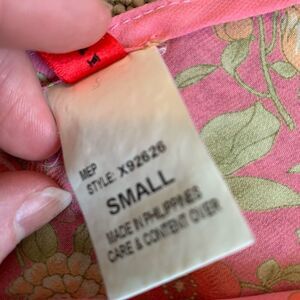 MEP
STYLE: X92626
SMALL
MADE IN PHILIPPINES
CARE & CONTENT OVER